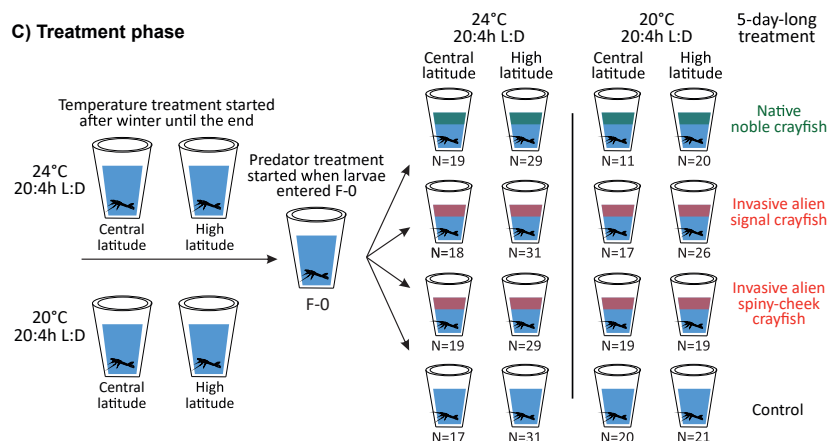 C) Treatment phase
24°C
20:4h L:D
20°C
20:4h L:D
5-day-long
treatment
Central
latitude
High
latitude
Central
latitude
High
latitude
Temperature treatment started
after winter until the end
24°C
20:4h L:D
Central
latitude
High
latitude
Predator treatment
started when larvae
entered F-0
F-0
20°C
20:4h L:D
Central
latitude
High
latitude
N=19
N=29
N=11
N=20
Native
noble crayfish
N=18
N=31
N=17
N=26
Invasive alien
signal crayfish
N=19
N=29
N=19
N=19
Invasive alien
spiny-cheek
crayfish
N=17
N=31
N=20
N=21
Control